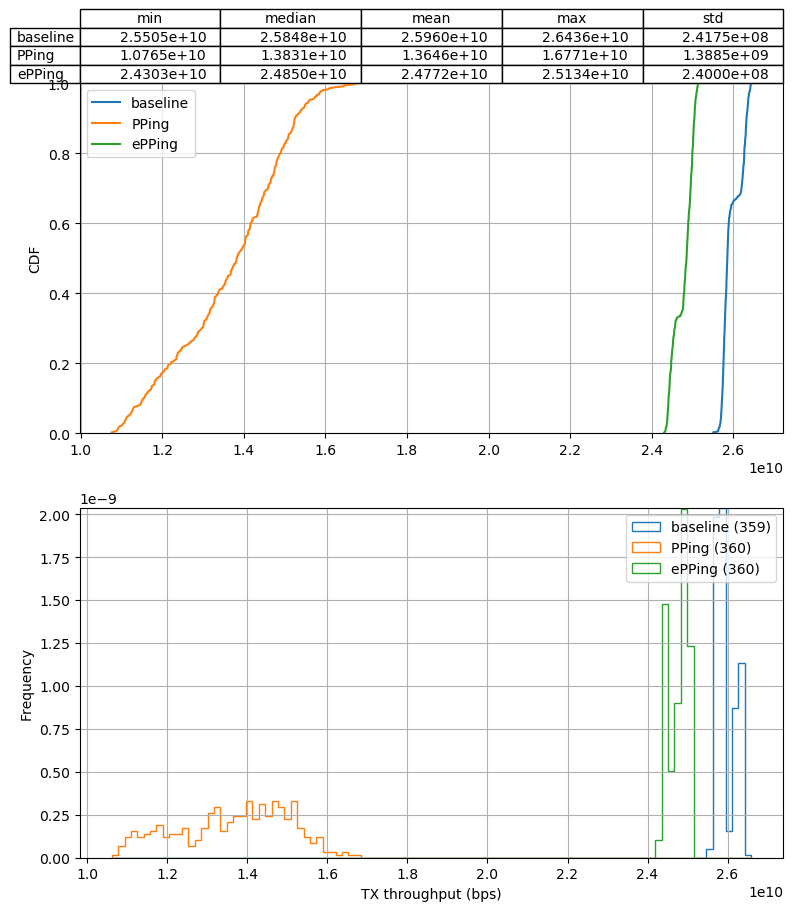 min median mean max std
baseline 2.5505e+10 2.5848e+10 2.5960e+10 2.6436e+10 2.4175e+08
PPing 1.0765e+10 1.3831e+10 1.3646e+10 1.6771e+10 1.3885e+09
ePPing 2.4303e+10 2.4850e+10 2.4772e+10 2.5134e+10 2.4000e+08
1.0
baseline
PPing
ePPing
0.8
0.6
CDF
0.4
0.2
0.0
1.0 1.2 1.4 1.6 1.8 2.0 2.2 2.4 2.6
1e10
1e−9
2.00
baseline (359)
PPing (360)
ePPing (360)
1.75
1.50
1.25
1.00
Frequency
0.75
0.50
0.25
0.00
1.0 1.2 1.4 1.6 1.8 2.0 2.2 2.4 2.6
1e10
TX throughput (bps)